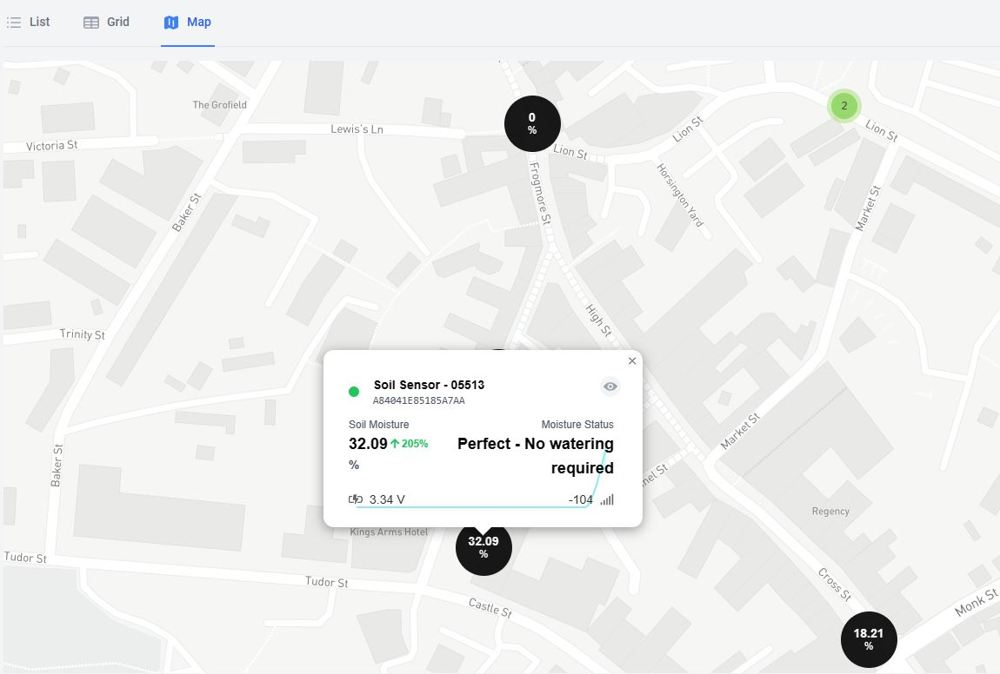 List
Grid
Map
The Grofield
0
%
2
Lewis's Ln
Victoria St
Lion St
Lion St
Lion St
Frogmore St
Horsington Yard
Baker St
Market St
Trinity St
High St
Soil Sensor - 05513
A84041E85185A7AA
Soil Moisture
Moisture Status
32.09 205%
%
Perfect - No watering
required
3.34 V
-104
Market St
Baker St
nel St
Regency
Kings Arms Hotel
32.09
%
Tudor St
Tudor St
Castle St
Cross St
Monk St
18.21
%